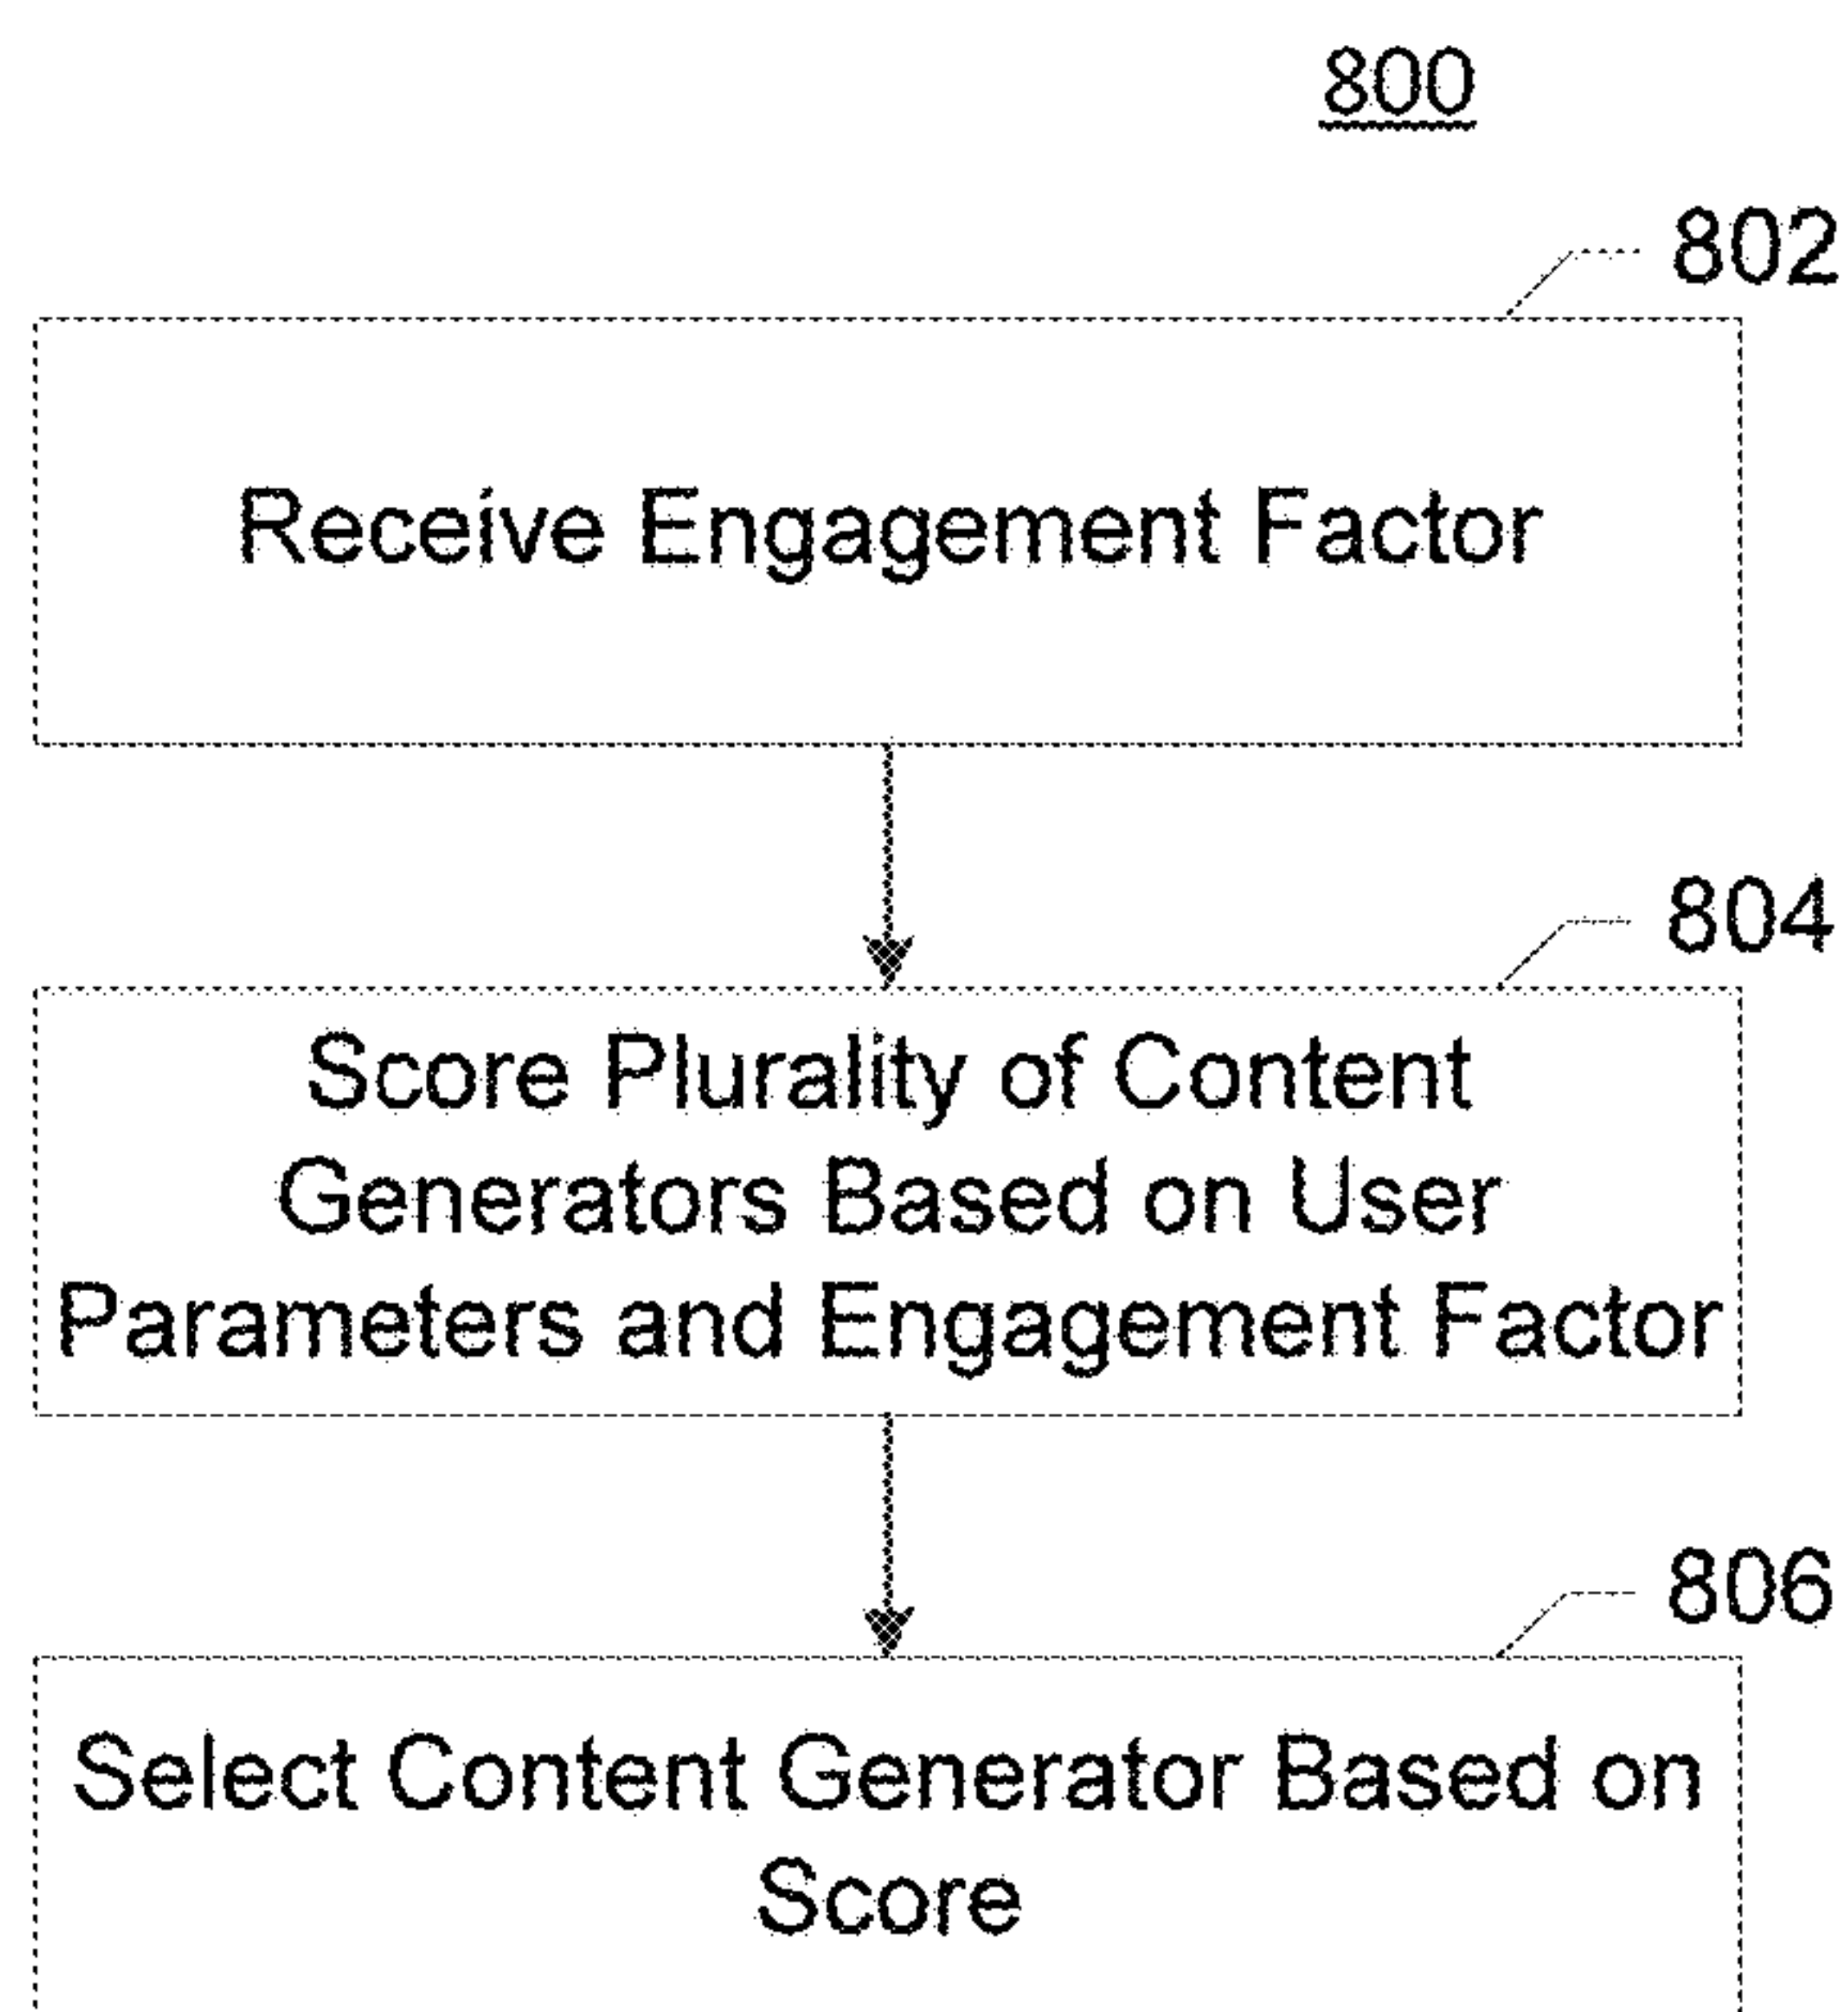 800
802
Receive Engagement Factor
804
Score Plurality of Content
Generators Based on User
Parameters and Engagement Factor
806
Select Content Generator Based on
Score